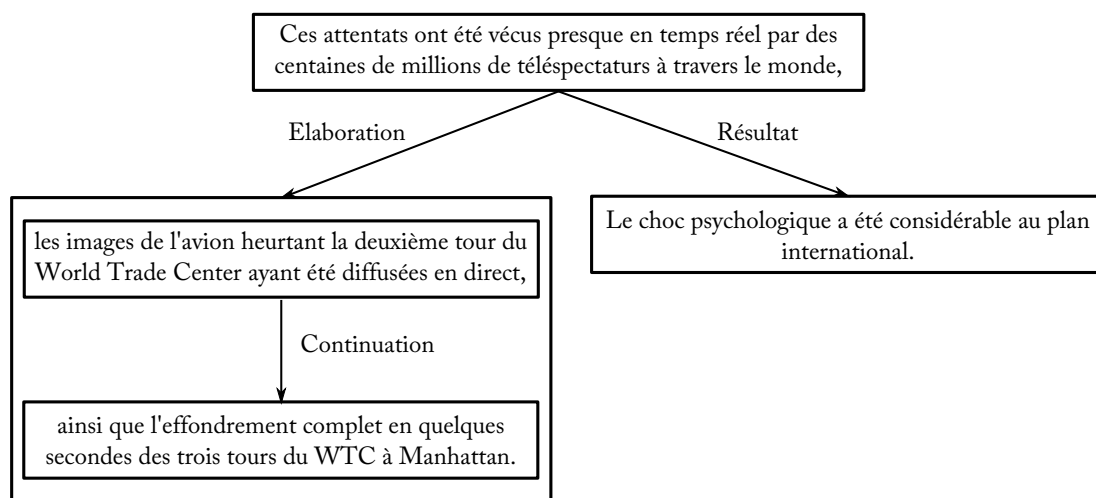 Ces attentats ont été vécus presque en temps réel par des
centaines de millions de téléspectaturs à travers le monde,
Elaboration
Résultat
les images de l'avion heurtant la deuxième tour du
World Trade Center ayant été diffusées en direct,
Continuation
ainsi que l'effondrement complet en quelques
secondes des trois tours du WTC à Manhattan.
Le choc psychologique a été considérable au plan
international.